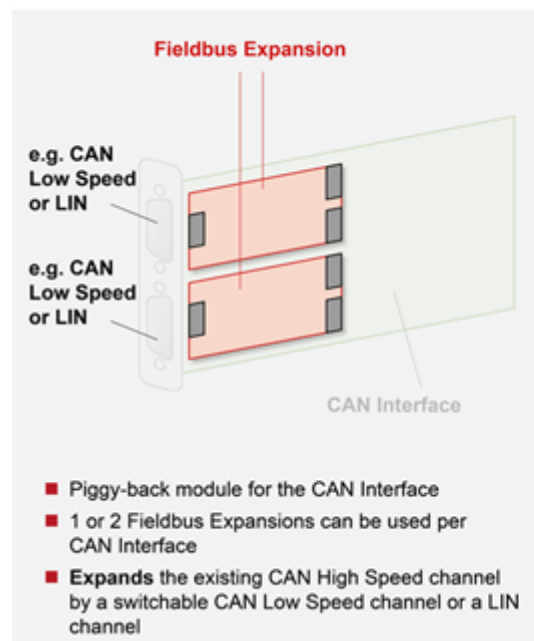 Fieldbus Expansion
e.g. CAN
Low Speed
or LIN
e.g. CAN
Low Speed
or LIN
CAN Interface
Piggy-back module for the CAN Interface
1 or 2 Fieldbus Expansions can be used per
CAN Interface
Expands the existing CAN High Speed channel
by a switchable CAN Low Speed channel or a LIN
channel